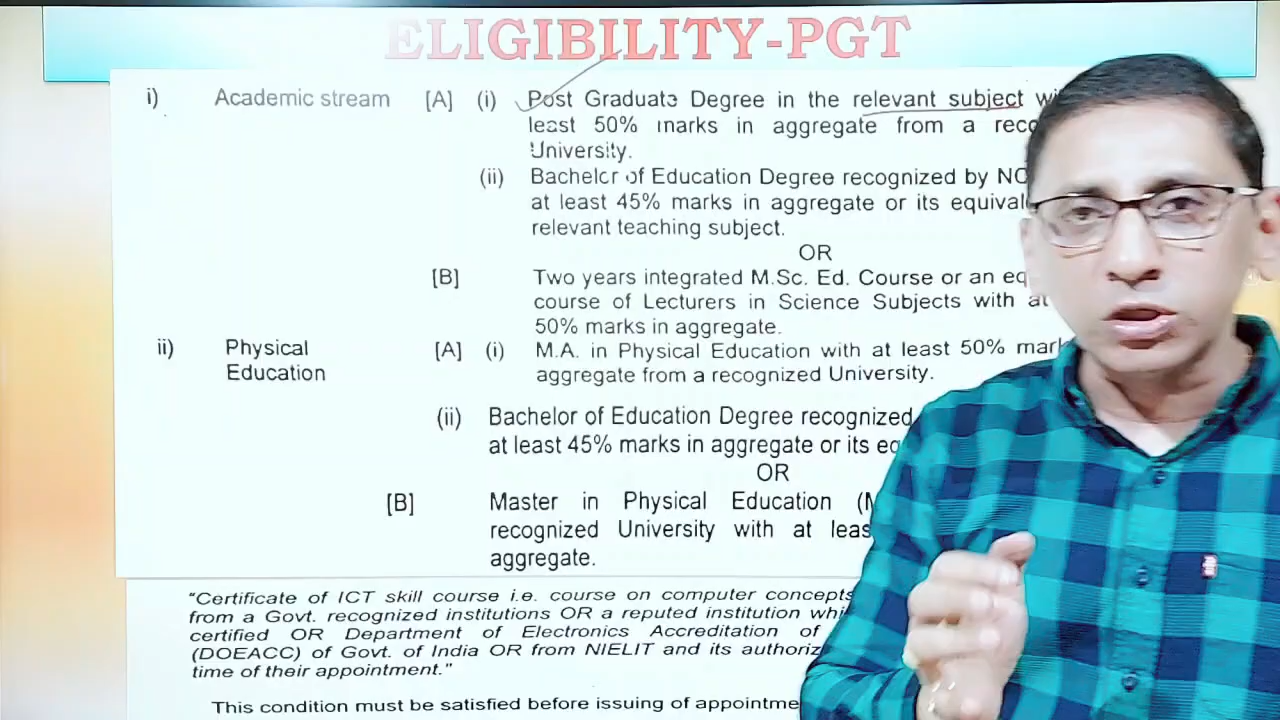 ELIGIBILITY-PGT
i) Academic stream [A] (i) Post Graduate Degree in the relevant subject
least 50% marks in aggregate from a
University.
(ii) Bachelor of Education Degree recognized by
at least 45% marks in aggregate or its
relevant teaching subject.
OR
[B] Two years integrated M.Sc. Ed. Course or an
course of Lecturers in Science Subjects with at
50% marks in aggregate.
ii) Physical [A] (i) M.A. in Physical Education with at least 50%
Education aggregate from a recognized University.
(ii) Bachelor of Education Degree recognized
at least 45% marks in aggregate or its
OR
[B] Master in Physical Education
recognized University with at
aggregate.
"Certificate of ICT skill course i.e. course on computer concepts
from a Govt. recognized institutions OR a reputed institution
certified OR Department of Electronics Accreditation of
(DOEACC) of Govt. of India OR from NIELIT and its
time of their appointment."
This condition must be satisfied before issuing of